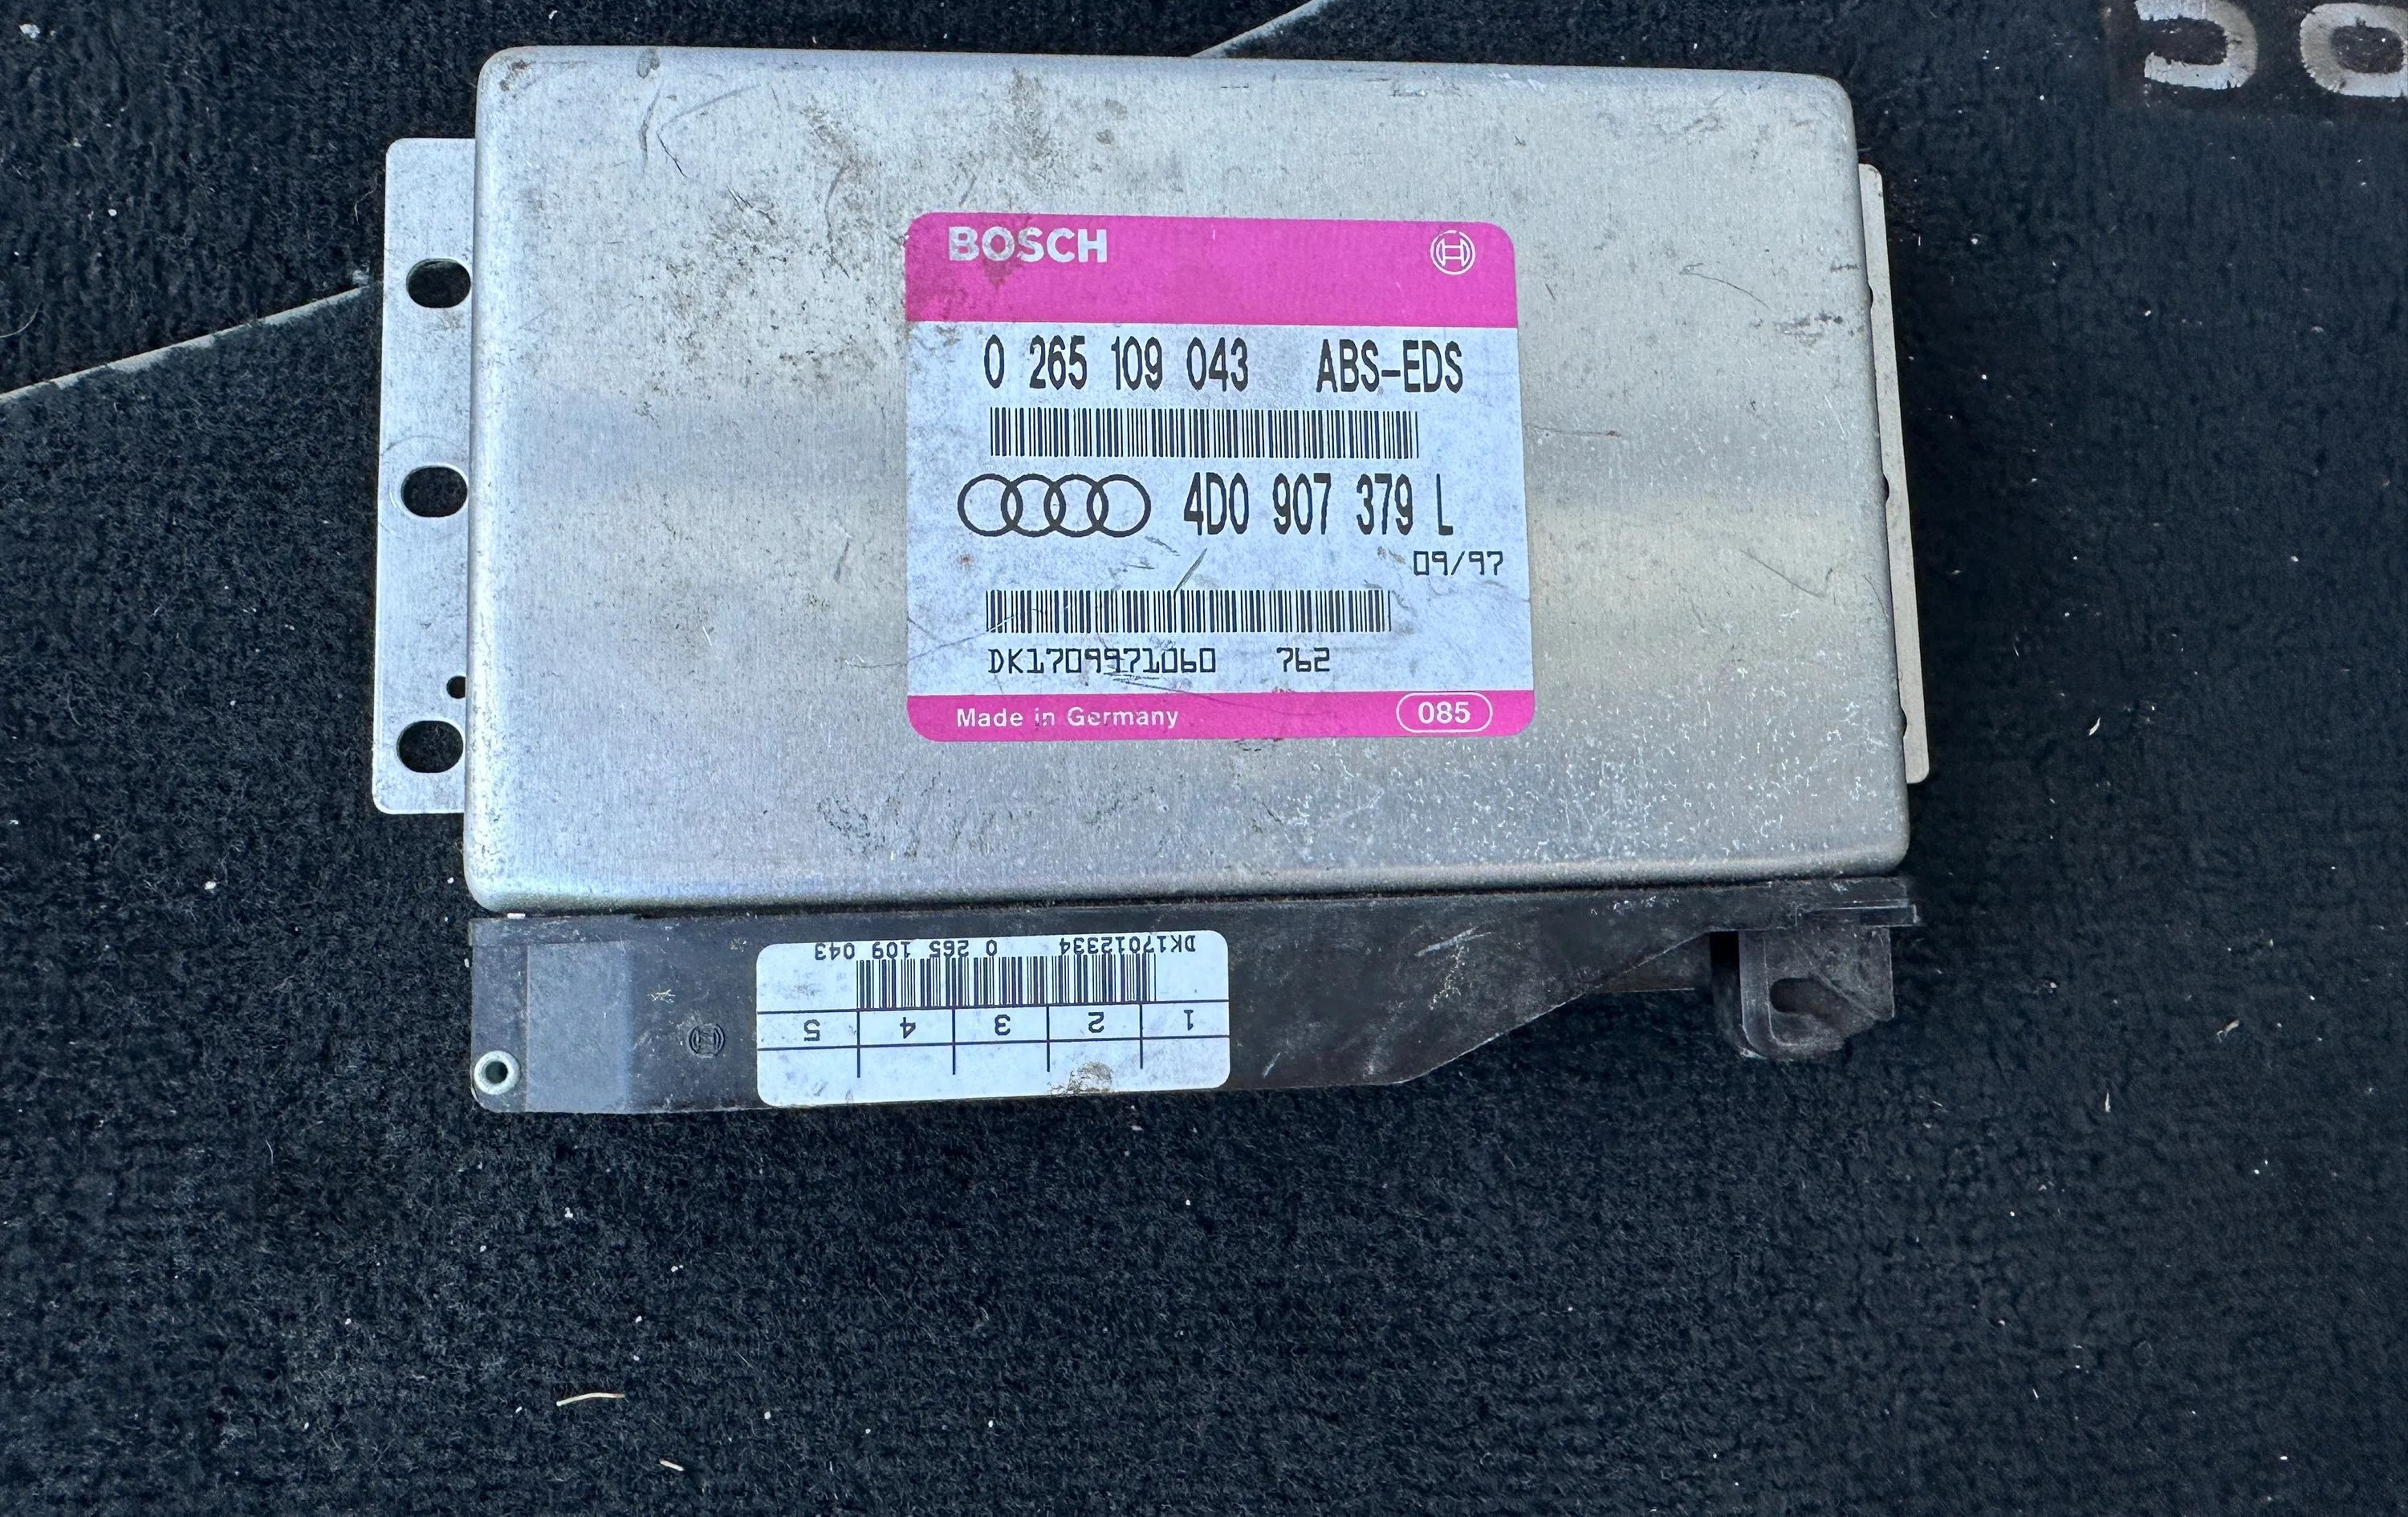 BOSCH
0 265 109 043 ABS-EDS
4D0 907 379 L
09/97
DK1709971060 762
Made in Germany 085
DK17012334 0 265 109 043
1 2 3 4 5